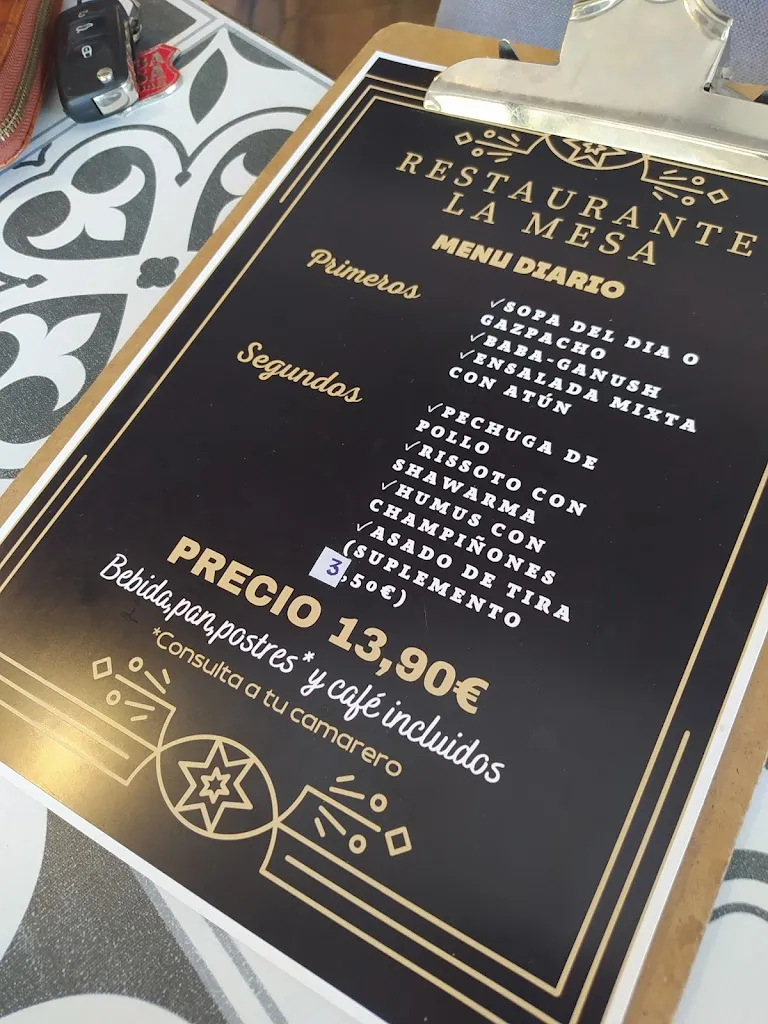 RESTAURANTE
LA MESA
MENU DIARIO
Primeros
✓SOPA DEL DIA O
GAZPACHO
✓BABA-GANUSH
✓ENSALADA MIXTA
CON ATÚN
Segundos
✓PECHUGA DE
POLLO
✓RISSOTO CON
SHAWARMA
✓HUMUS CON
CHAMPIÑONES
✓ASADO DE TIRA
(SUPLEMENTO
3,50€)
PRECIO 13,90€
Bebida,pan,postres* y café incluidos
*Consulta a tu camarero